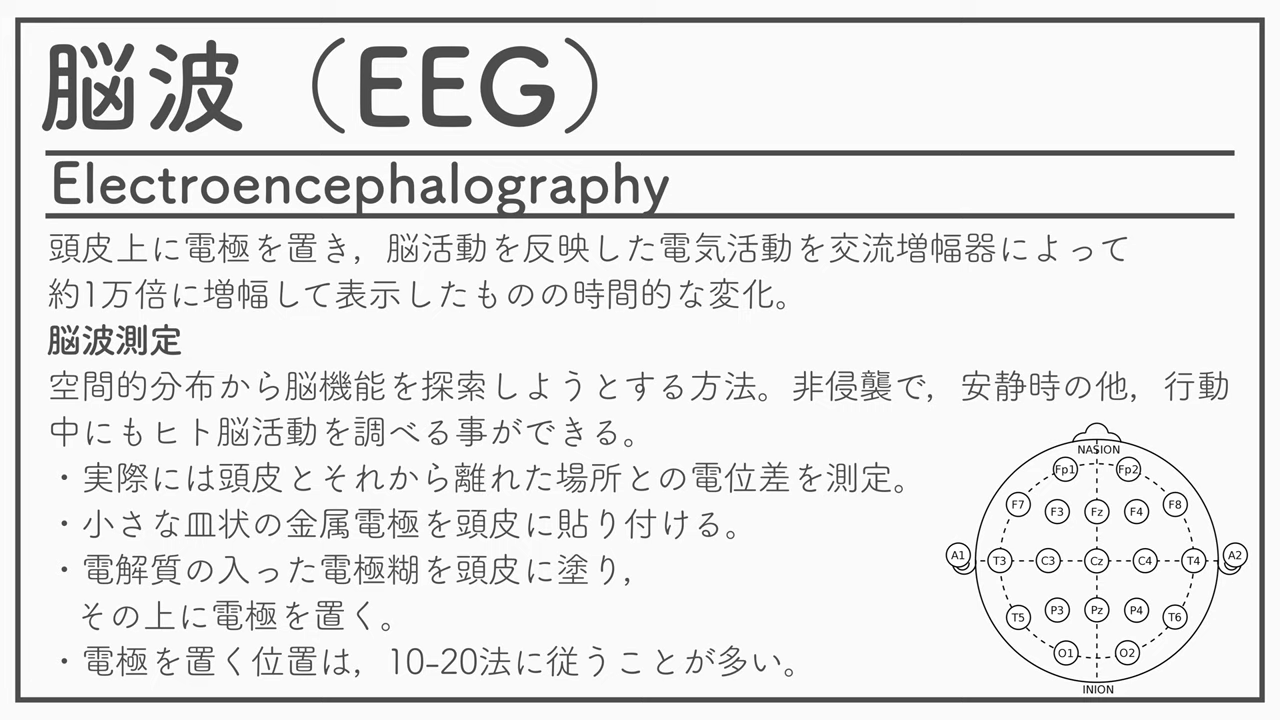 脳波（EEG）
Electroencephalography
頭皮上に電極を置き，脳活動を反映した電気活動を交流増幅器によって
約1万倍に増幅して表示したものの時間的な変化。
脳波測定
空間的分布から脳機能を探索しようとする方法。非侵襲で，安静時の他，行動
中にもヒト脳活動を調べる事ができる。
・実際には頭皮とそれから離れた場所との電位差を測定。
・小さな皿状の金属電極を頭皮に貼り付ける。
・電解質の入った電極糊を頭皮に塗り，
その上に電極を置く。
・電極を置く位置は，10-20法に従うことが多い。
NASION
Fp1 Fp2
F7 F3 Fz F4 F8
A1 T3 C3 Cz C4 T4 A2
T5 P3 Pz P4 T6
O1 O2
INION